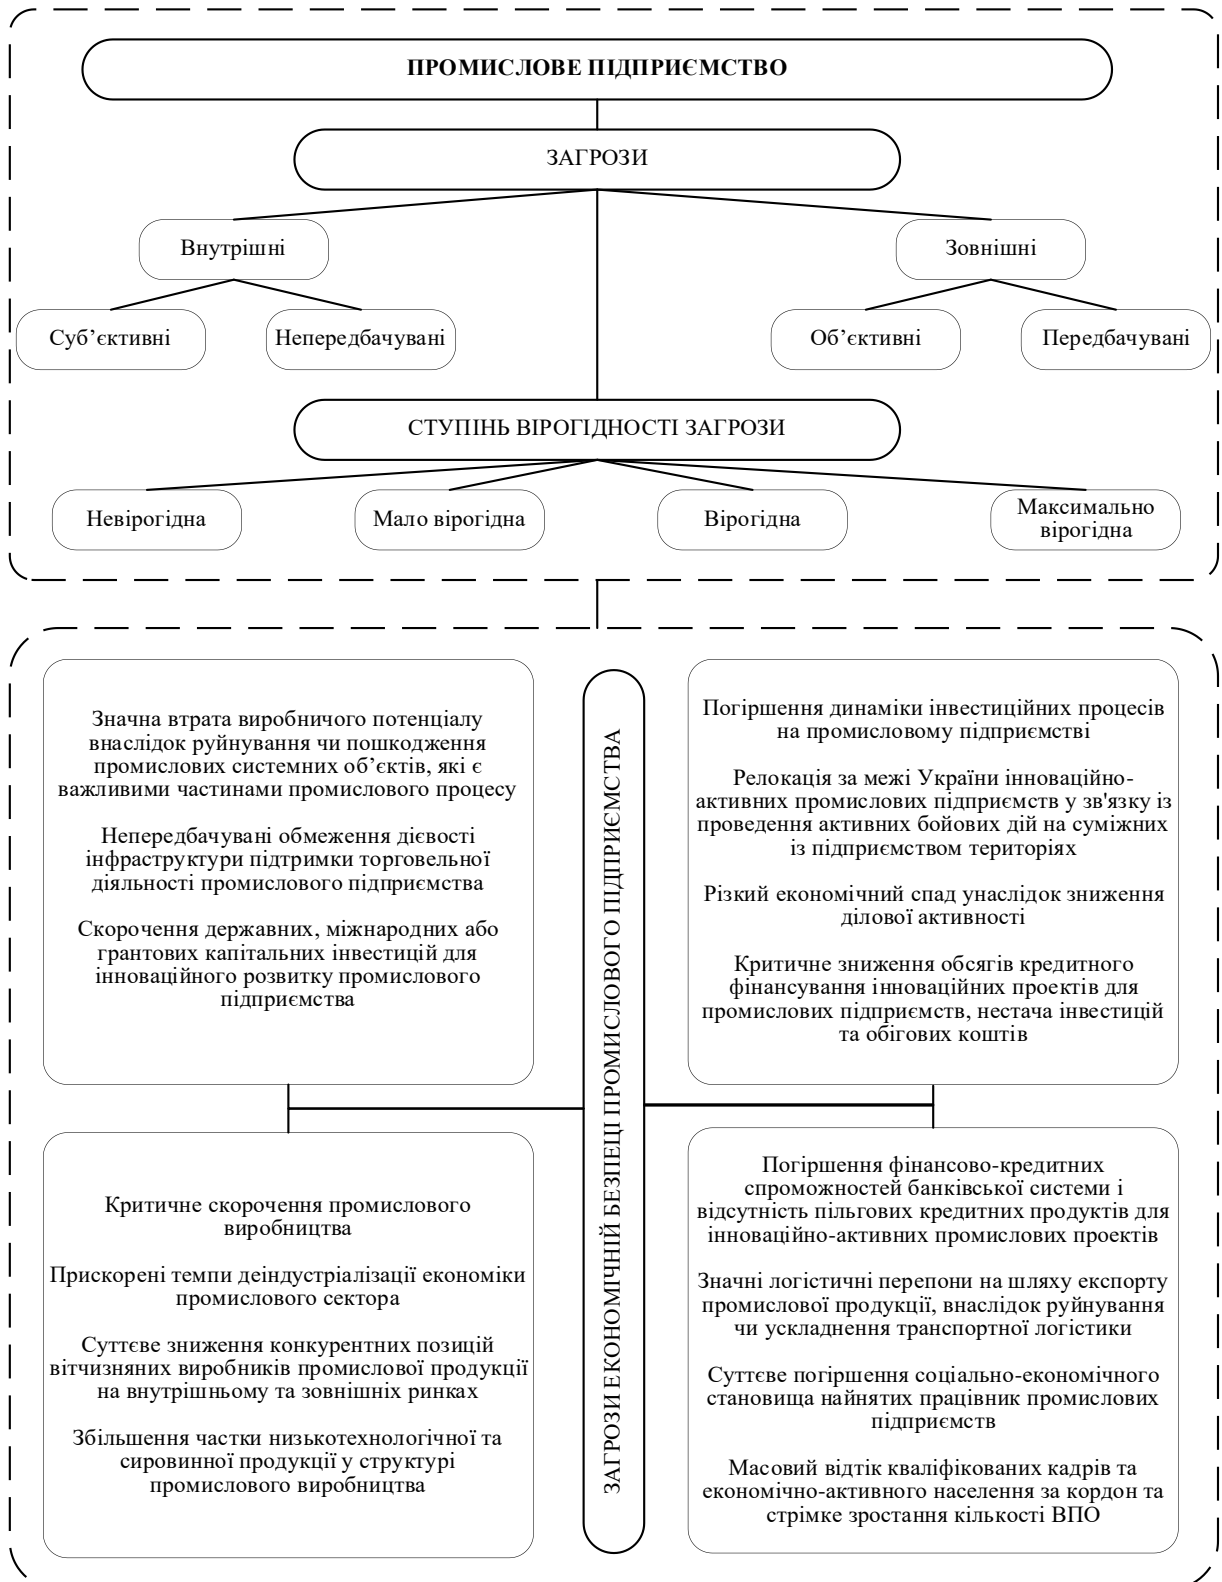 ПРОМИСЛОВЕ ПІДПРИЄМСТВО
ЗАГРОЗИ
Внутрішні
Зовнішні
Суб’єктивні
Непередбачувані
Об’єктивні
Передбачувані
СТУПІНЬ ВІРОГІДНОСТІ ЗАГРОЗИ
Невірогідна
Мало вірогідна
Вірогідна
Максимально
вірогідна
Значна втрата виробничого потенціалу
внаслідок руйнування чи пошкодження
промислових системних об’єктів, які є
важливими частинами промислового процесу
Непередбачувані обмеження дієвості
інфраструктури підтримки торговельної
діяльності промислового підприємства
Скорочення державних, міжнародних або
грантових капітальних інвестицій для
інноваційного розвитку промислового
підприємства
ЗАГРОЗИ ЕКОНОМІЧНІЙ БЕЗПЕЦІ ПРОМИСЛОВОГО ПІДПРИЄМСТВА
Погіршення динаміки інвестиційних процесів
на промисловому підприємстві
Релокація за межі України інноваційно-
активних промислових підприємств у зв'язку із
проведення активних бойових дій на суміжних
із підприємством територіях
Різкий економічний спад унаслідок зниження
ділової активності
Критичне зниження обсягів кредитного
фінансування інноваційних проектів для
промислових підприємств, нестача інвестицій
та обігових коштів
Критичне скорочення промислового
виробництва
Прискорені темпи деіндустріалізації економіки
промислового сектора
Суттєве зниження конкурентних позицій
вітчизняних виробників промислової продукції
на внутрішньому та зовнішніх ринках
Збільшення частки низькотехнологічної та
сировинної продукції у структурі
промислового виробництва
Погіршення фінансово-кредитних
спроможностей банківської системи і
відсутність пільгових кредитних продуктів для
інноваційно-активних промислових проектів
Значні логістичні перепони на шляху експорту
промислової продукції, внаслідок руйнування
чи ускладнення транспортної логістики
Суттєве погіршення соціально-економічного
становища найнятих працівник промислових
підприємств
Масовий відтік кваліфікованих кадрів та
економічно-активного населення за кордон та
стрімке зростання кількості ВПО